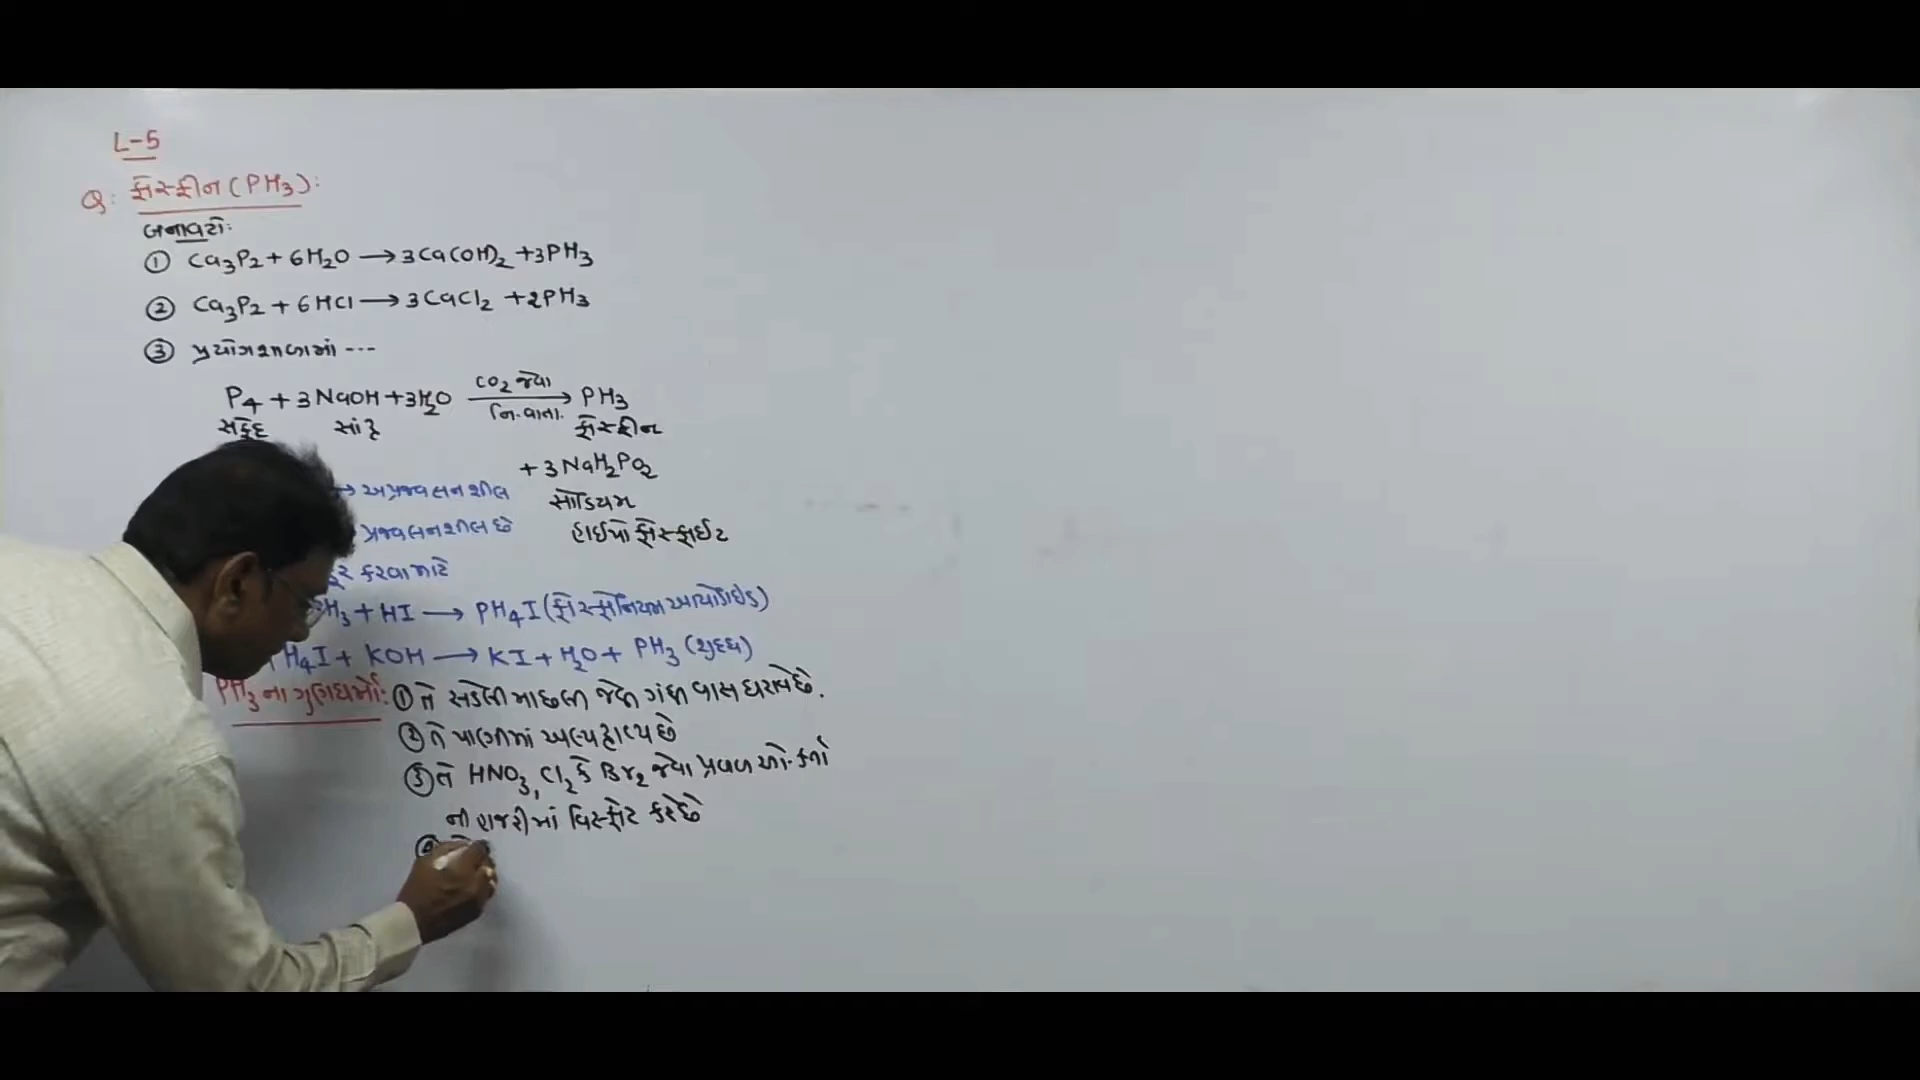 L-5
Q: ફોસ્ફીન (PH3):
બનાવટો:
① Ca3P2 + 6H2O ⟶ 3Ca(OH)2 + 3PH3
② Ca3P2 + 6HCl ⟶ 3CaCl2 + 2PH3
③ પ્રયોગશાળામાં ---
P4 + 3NaOH + 3H2O ⟶ PH3
CO2 જેવા
નિ. વાતા.
સફેદ સાંદ્ર ફોસ્ફીન
+ 3NaH2PO2
→ અપ્રજ્વલનશીલ
સોડિયમ
પ્રજ્વલનશીલ છે
હાઈપો ફોસ્ફાઈટ
દૂર કરવા માટે
H3 + HI ⟶ PH4I (ફોસ્ફોનિયમ આયોડાઇડ)
H4I + KOH ⟶ KI + H2O + PH3 (શુદ્ધ)
PH3 ના ગુણધર્મો: ① તે સડેલી માછલી જેવી ગંધ વાસ ધરાવે છે.
② તે પાણીમાં અલ્પદ્રાવ્ય છે
③ તે HNO3, Cl2 કે Br2 જેવા પ્રબળ ઓ. કર્તા
ની હાજરીમાં વિસ્ફોટ કરે છે
④